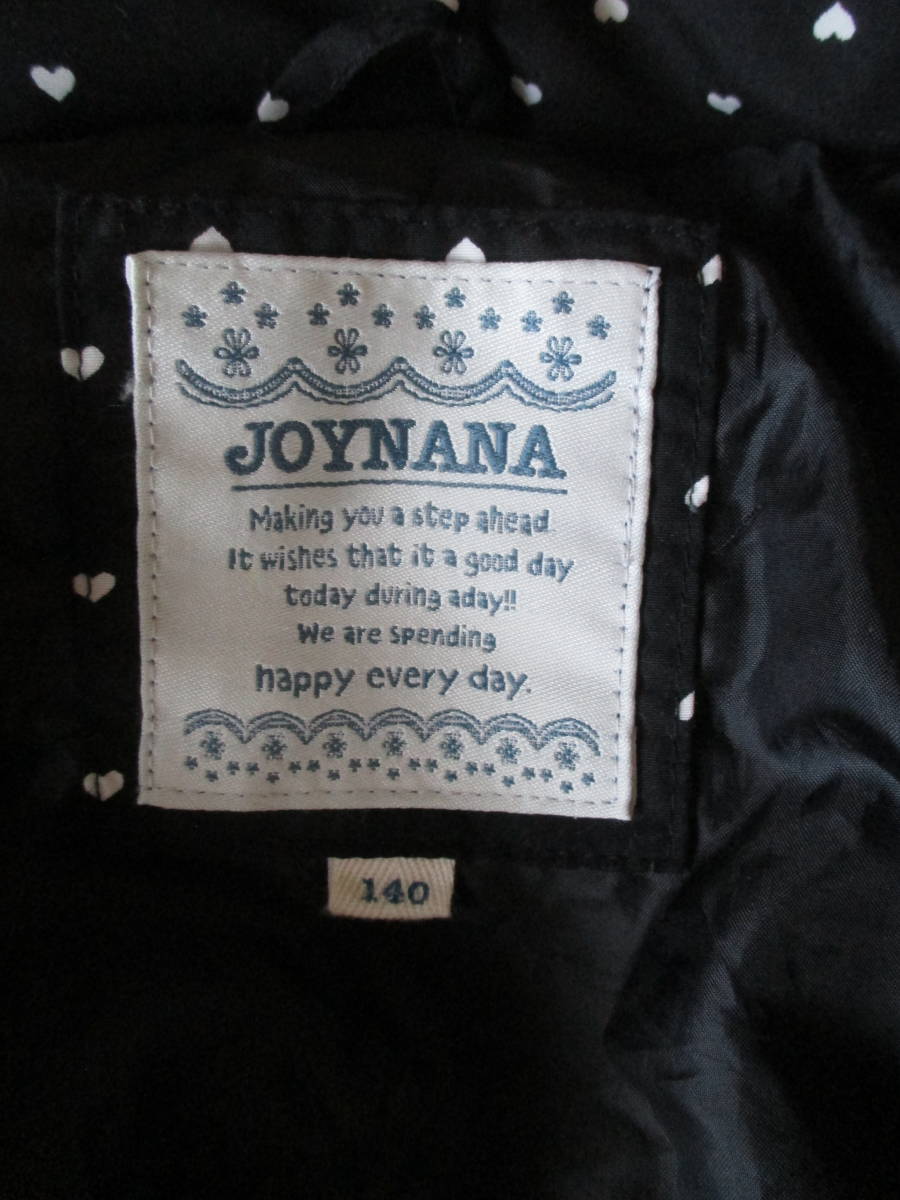 JOYNANA
Making you a step ahead
It wishes that it a good day
today during aday!!
We are spending
happy every day.
140